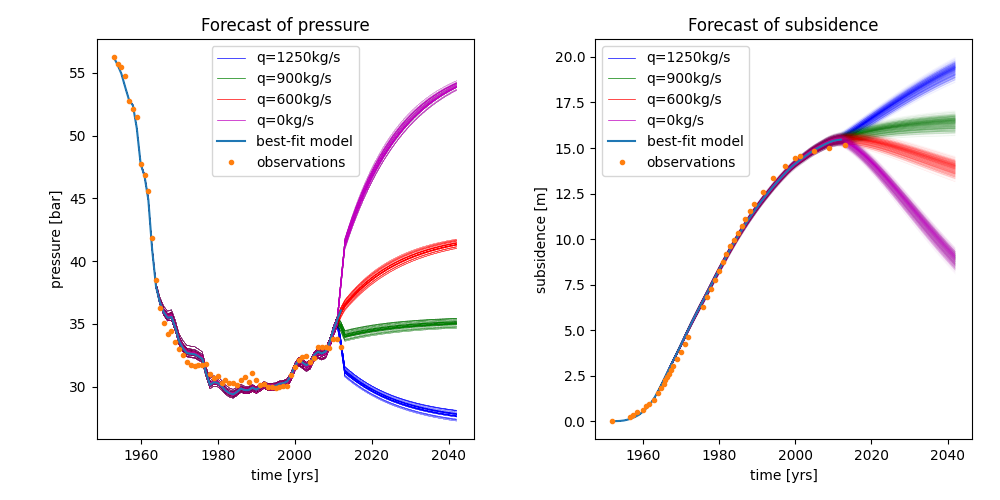 Forecast of pressure
q=1250kg/s
q=900kg/s
q=600kg/s
q=0kg/s
best-fit model
observations
55
50
45
40
35
30
pressure [bar]
1960
1980
2000
2020
2040
time [yrs]
Forecast of subsidence
q=1250kg/s
q=900kg/s
q=600kg/s
q=0kg/s
best-fit model
observations
20.0
17.5
15.0
12.5
10.0
7.5
5.0
2.5
0.0
subsidence [m]
1960
1980
2000
2020
2040
time [yrs]